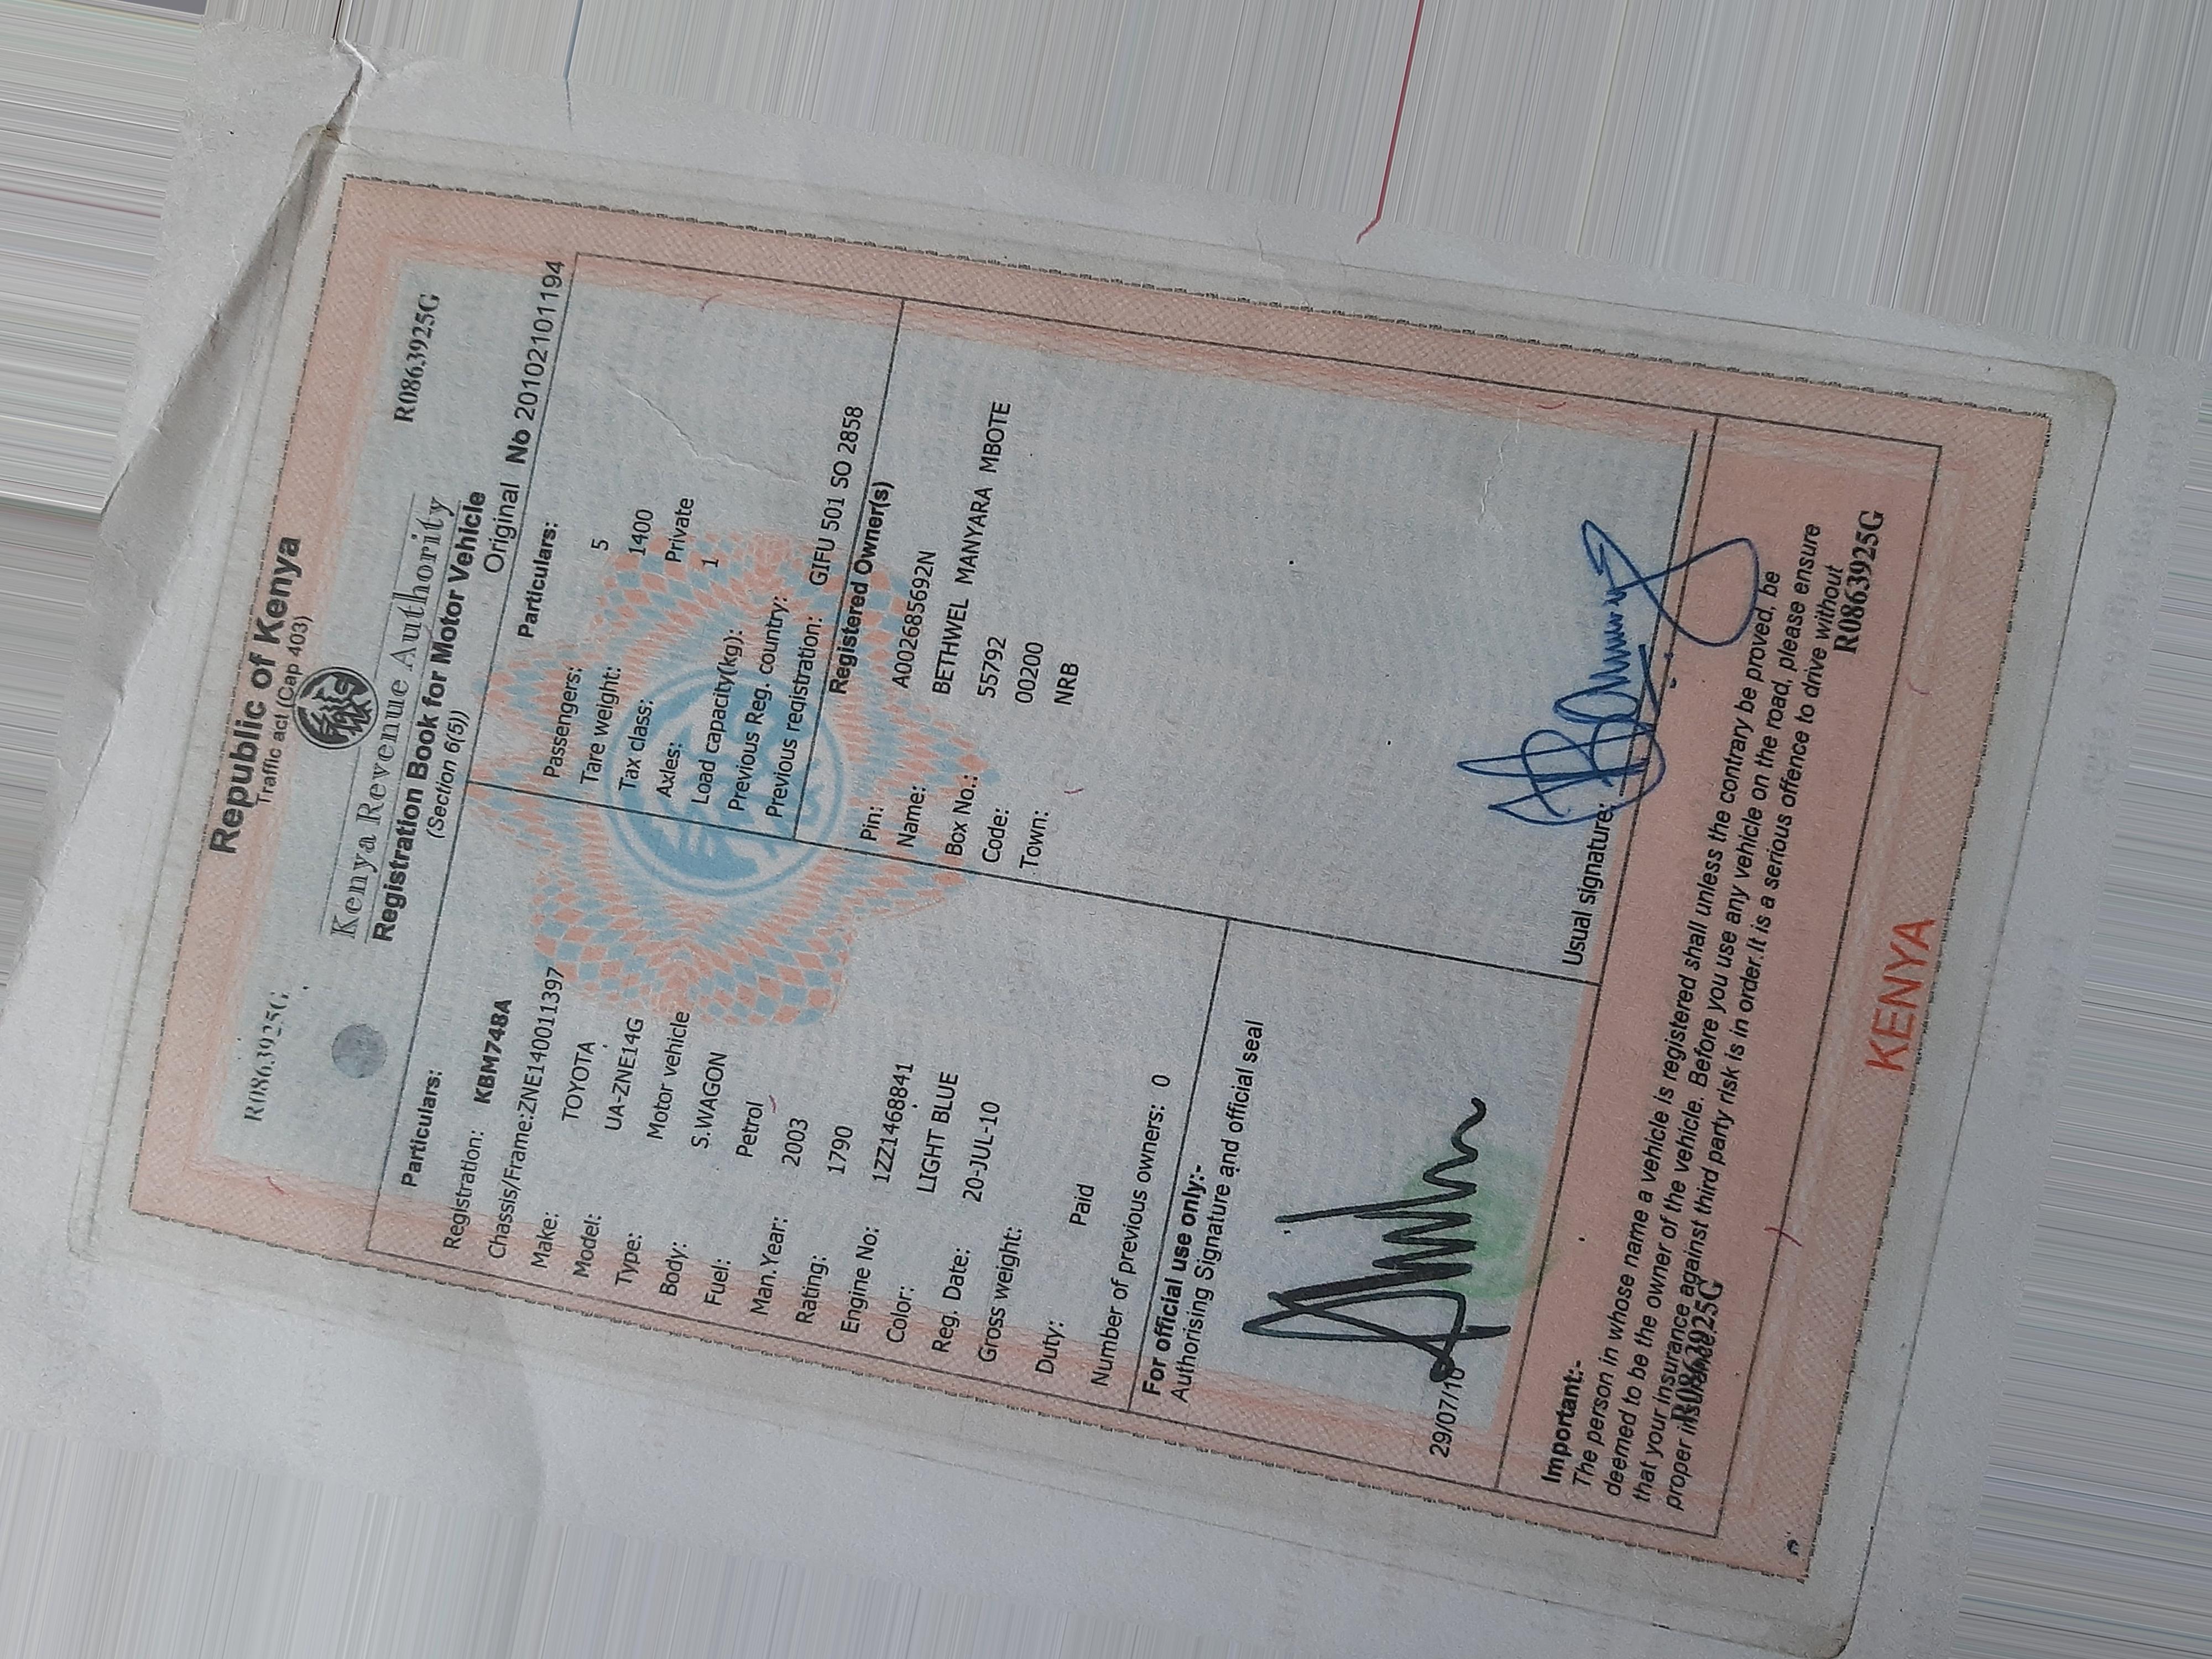 Republic of Kenya
Traffic act (Cap 403)
R0863925G
R0863925G
Kenya Revenue Authority
Registration Book for Motor Vehicle
(Section 6(5))
Original No 201021011194
Particulars:
Registration: KBM748A
Chassis/Frame:ZNE140011397
Make: TOYOTA
Model: UA-ZNE14G
Type: Motor vehicle
Body: S.WAGON
Fuel: Petrol
Man.Year: 2003
Rating: 1790
Engine No: 1ZZ1468841
Color: LIGHT BLUE
Reg. Date: 20-JUL-10
Gross weight:
Duty: Paid
Number of previous owners: 0
Particulars:
Passengers: 5
Tare weight: 1400
Tax class: Private
Axles: 1
Load capacity(kg):
Previous Reg. country:
Previous registration: GIFU 501 SO 2858
Registered Owner(s)
Pin: A002685692N
Name: BETHWEL MANYARA MBOTE
Box No.: 55792
Code: 00200
Town: NRB
For official use only:-
Authorising Signature and official seal
29/07/10
Usual signature:
Important:-
The person in whose name a vehicle is registered shall unless the contrary be proved, be
deemed to be the owner of the vehicle. Before you use any vehicle on the road, please ensure
that your insurance against third party risk is in order.It is a serious offence to drive without
proper insurance.
R0863925G
R0863925G
KENYA